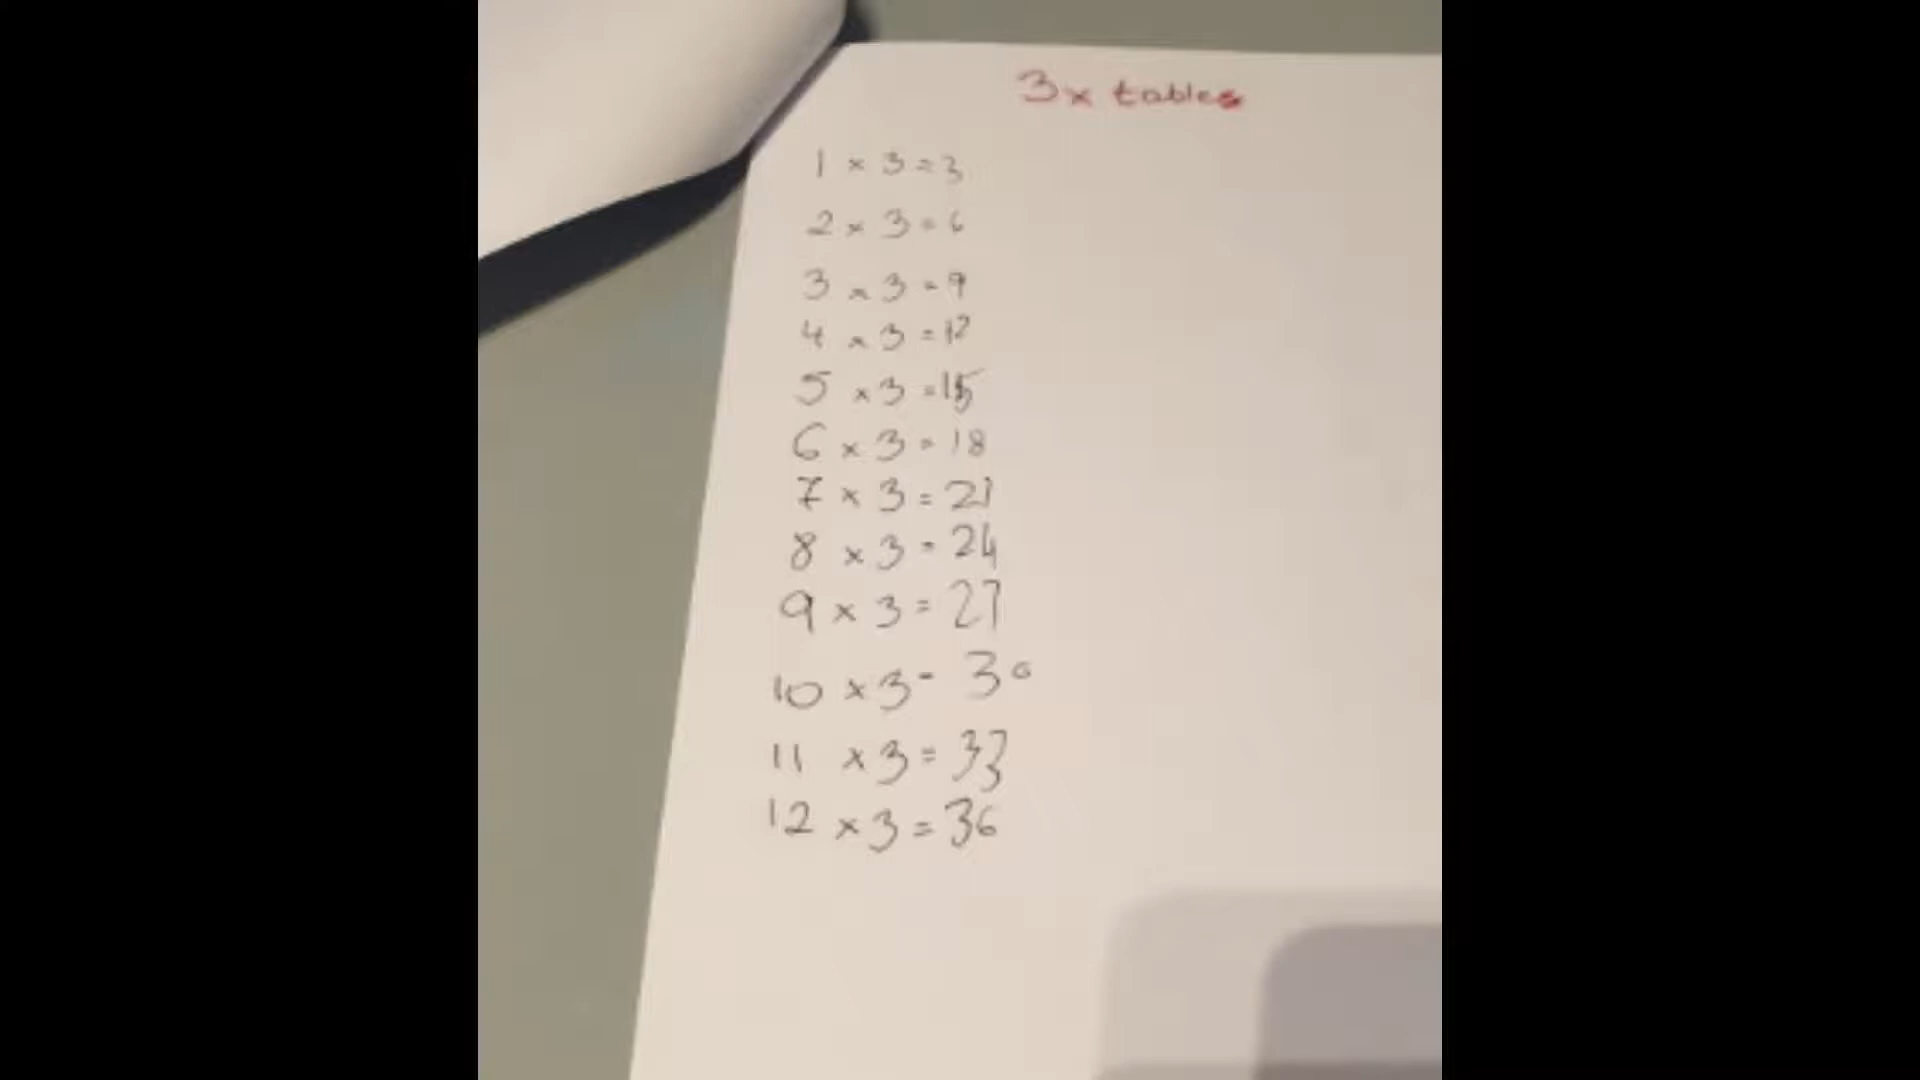 3x tables
1 × 3 = 3
2 × 3 = 6
3 × 3 = 9
4 × 3 = 12
5 × 3 = 15
6 × 3 = 18
7 × 3 = 21
8 × 3 = 24
9 × 3 = 27
10 × 3 = 30
11 × 3 = 33
12 × 3 = 36